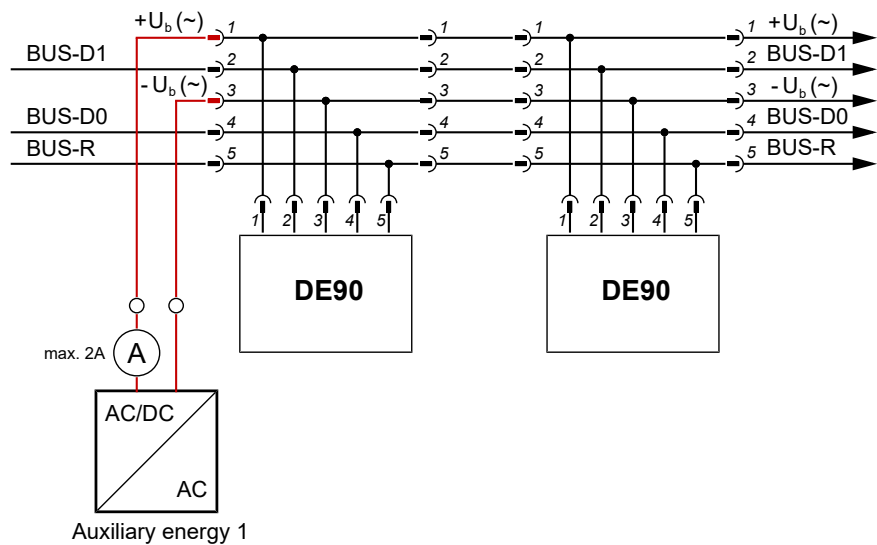 +Ub (~) 1 1 1 1 +Ub (~)
BUS-D1 2 2 2 2 BUS-D1
-Ub (~) 3 3 3 3 -Ub (~)
BUS-D0 4 4 4 4 BUS-D0
BUS-R 5 5 5 5 BUS-R
1 2 3 4 5 1 2 3 4 5
DE90 DE90
max. 2A A
AC/DC
AC
Auxiliary energy 1